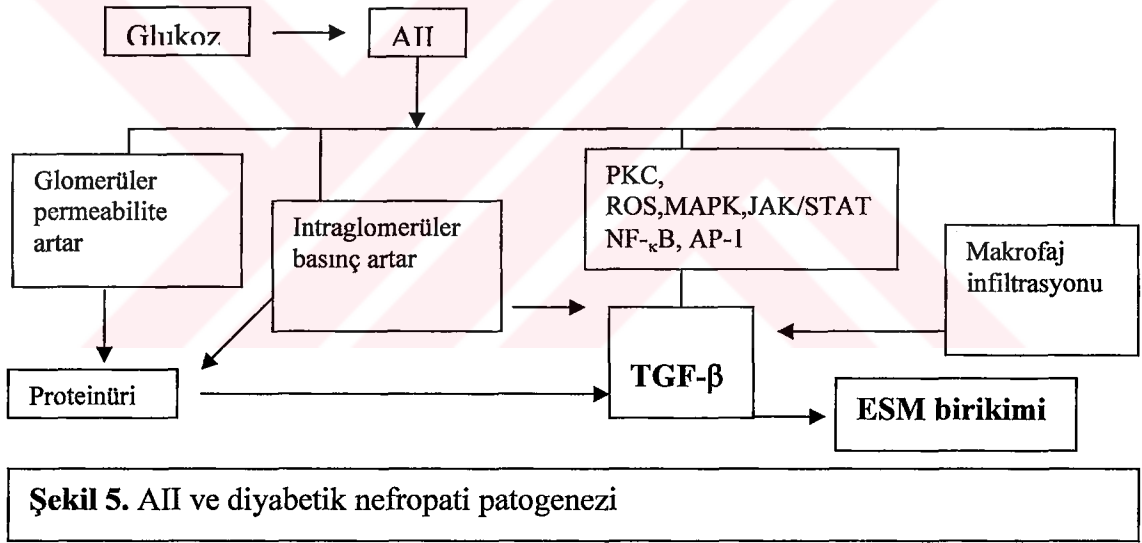 Glukoz
AII
Glomerüler
permeabilite
artar
Intraglomerüler
basınç artar
PKC,
ROS,MAPK,JAK/STAT
NF-κB, AP-1
Makrofaj
infiltrasyonu
Proteinüri
TGF-β
ESM birikimi
Şekil 5. AII ve diyabetik nefropati patogenezi